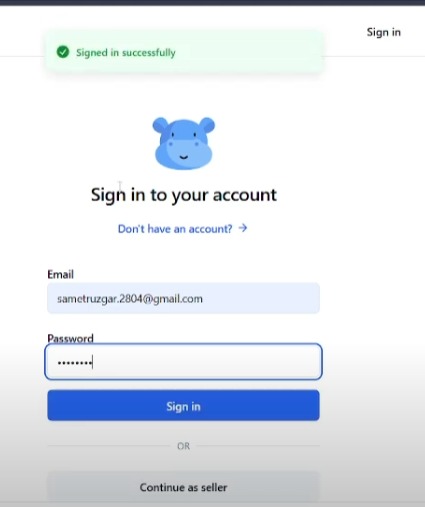 Sign in
Signed in successfully
Sign in to your account
Don't have an account? →
Email
sametruzgar.2804@gmail.com
Password
••••••••
Sign in
OR
Continue as seller